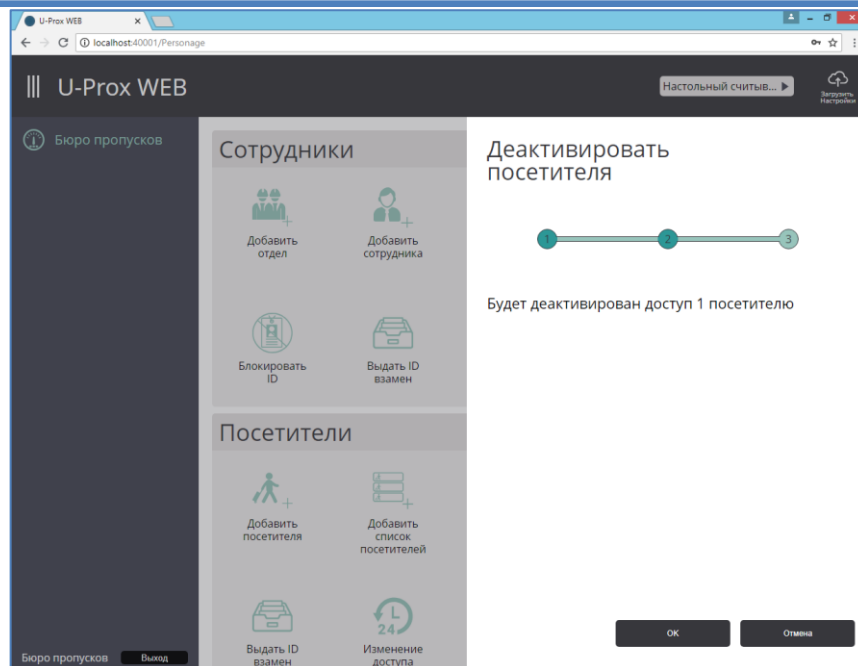 U-Prox WEB
localhost:40001/Personage
U-Prox WEB
Настольный считыв...
Загрузить
Настройки
Бюро пропусков
Сотрудники
Добавить
отдел
Добавить
сотрудника
Блокировать
ID
Выдать ID
взамен
Посетители
Добавить
посетителя
Добавить
список
посетителей
Выдать ID
взамен
24
Изменение
доступа
Деактивировать
посетителя
1 2 3
Будет деактивирован доступ 1 посетителю
OK Отмена
Бюро пропусков Выход